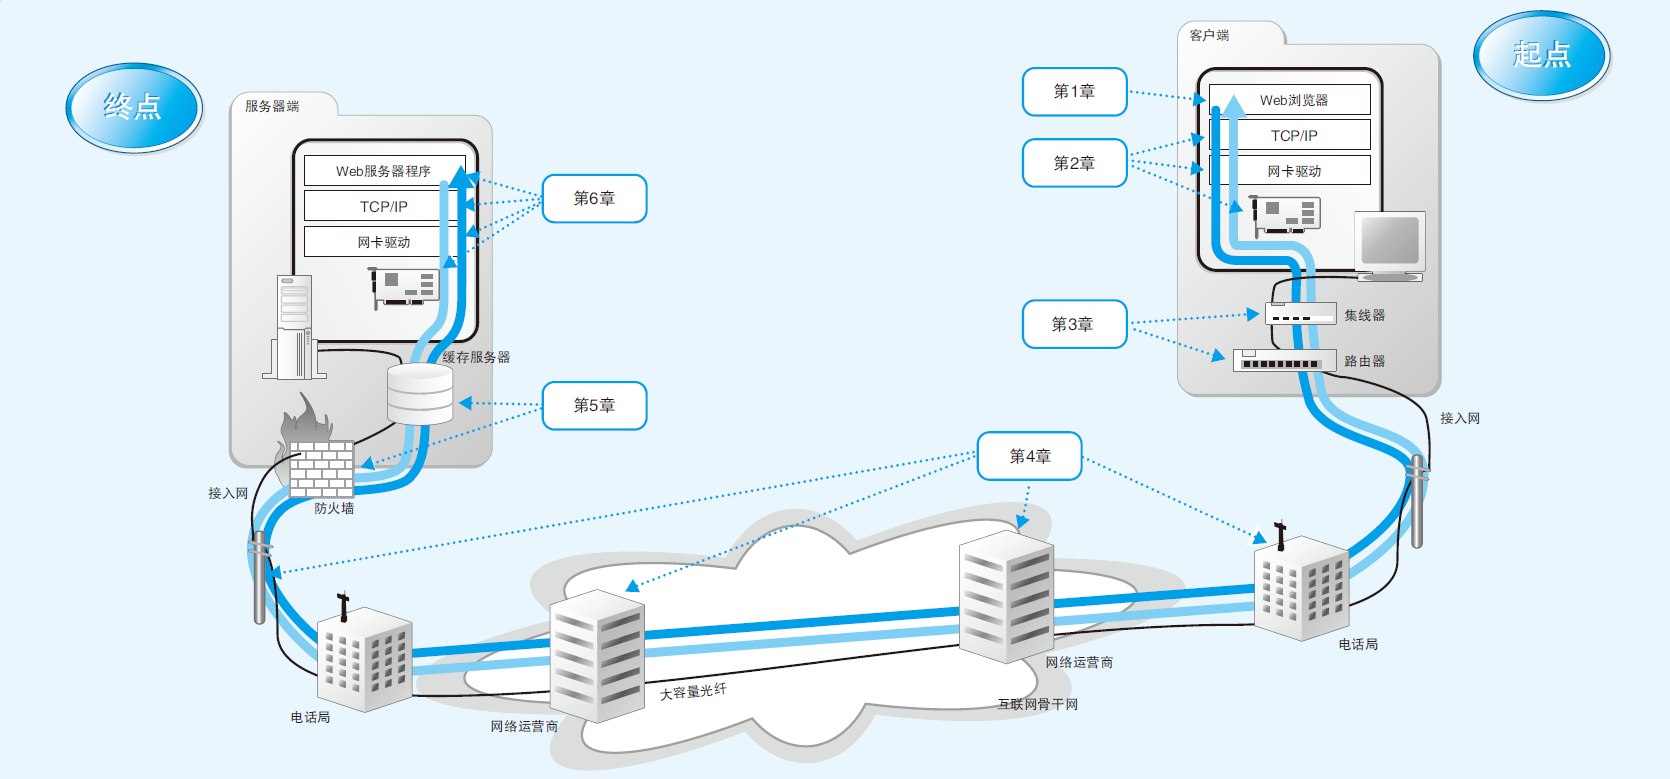 终点
服务器端
Web服务器程序
TCP/IP
网卡驱动
第6章
缓存服务器
第5章
接入网
防火墙
电话局
网络运营商
大容量光纤
第4章
互联网骨干网
网络运营商
电话局
接入网
起点
客户端
第1章
Web浏览器
第2章
TCP/IP
网卡驱动
第3章
集线器
路由器